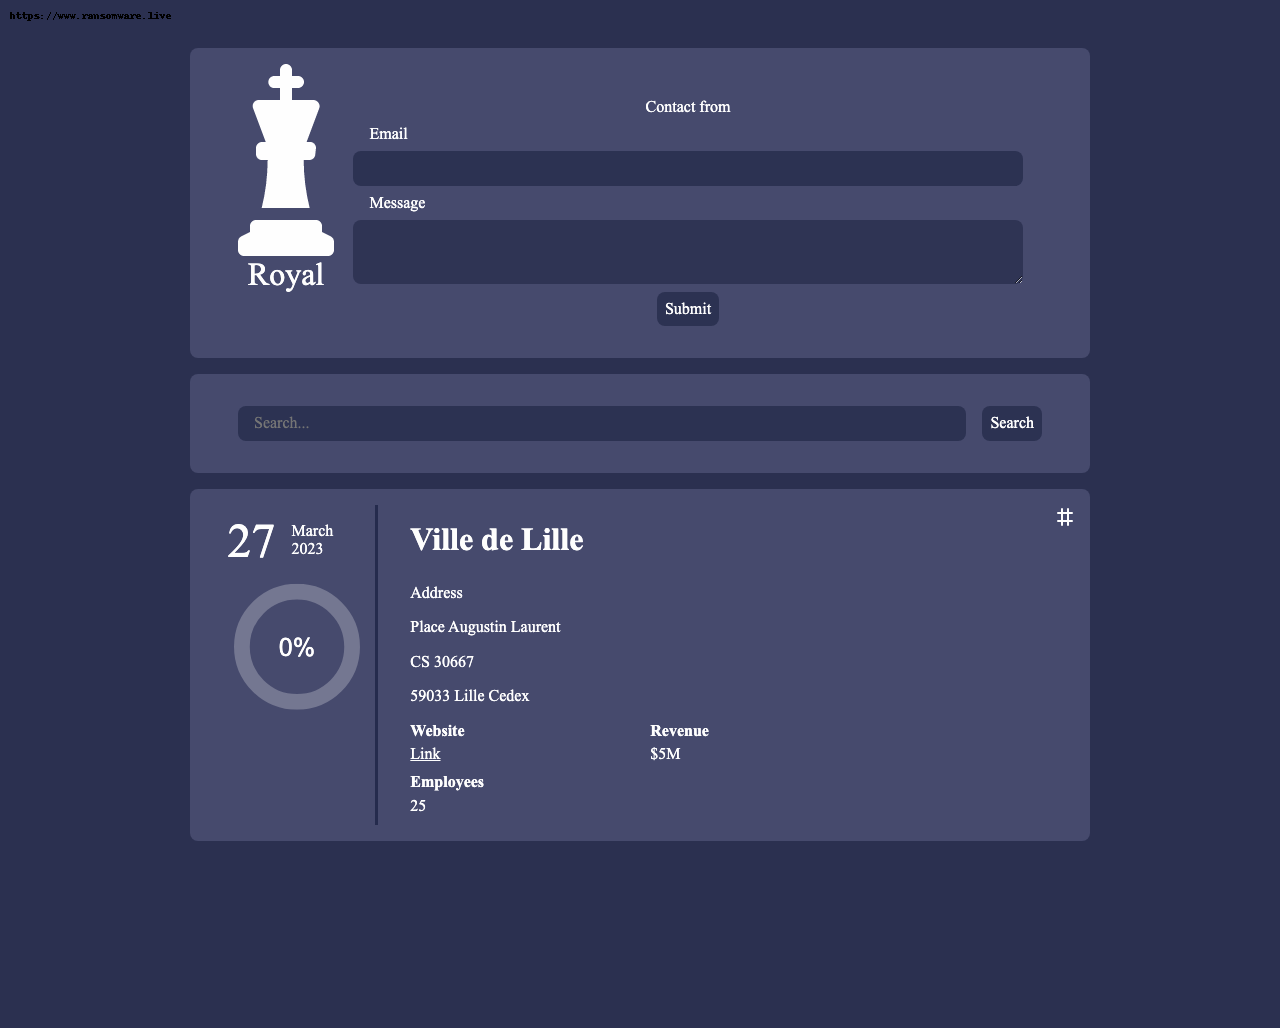 https://www.ransomware.live
Contact from
Email
Message
Royal
Submit
Search...
Search
27
March
2023
0%
#
Ville de Lille
Address
Place Augustin Laurent
CS 30667
59033 Lille Cedex
Website
Revenue
Link
$5M
Employees
25